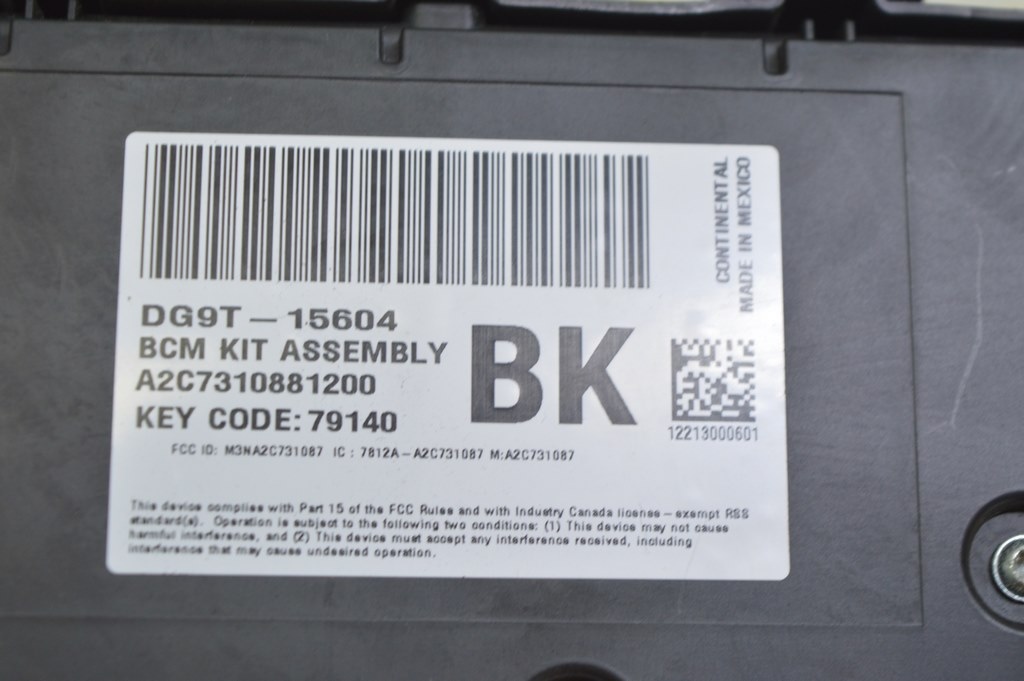 CONTINENTAL
MADE IN MEXICO
DG9T – 15604
BCM KIT ASSEMBLY
A2C7310881200
KEY CODE: 79140
BK
12213000601
FCC ID: M3NA2C731087 IC : 7812A – A2C731087 M:A2C731087
This device complies with Part 15 of the FCC Rules and with Industry Canada license – exempt RSS
standard(s). Operation is subject to the following two conditions: (1) This device may not cause
harmful interference, and (2) This device must accept any interference received, including
interference that may cause undesired operation.